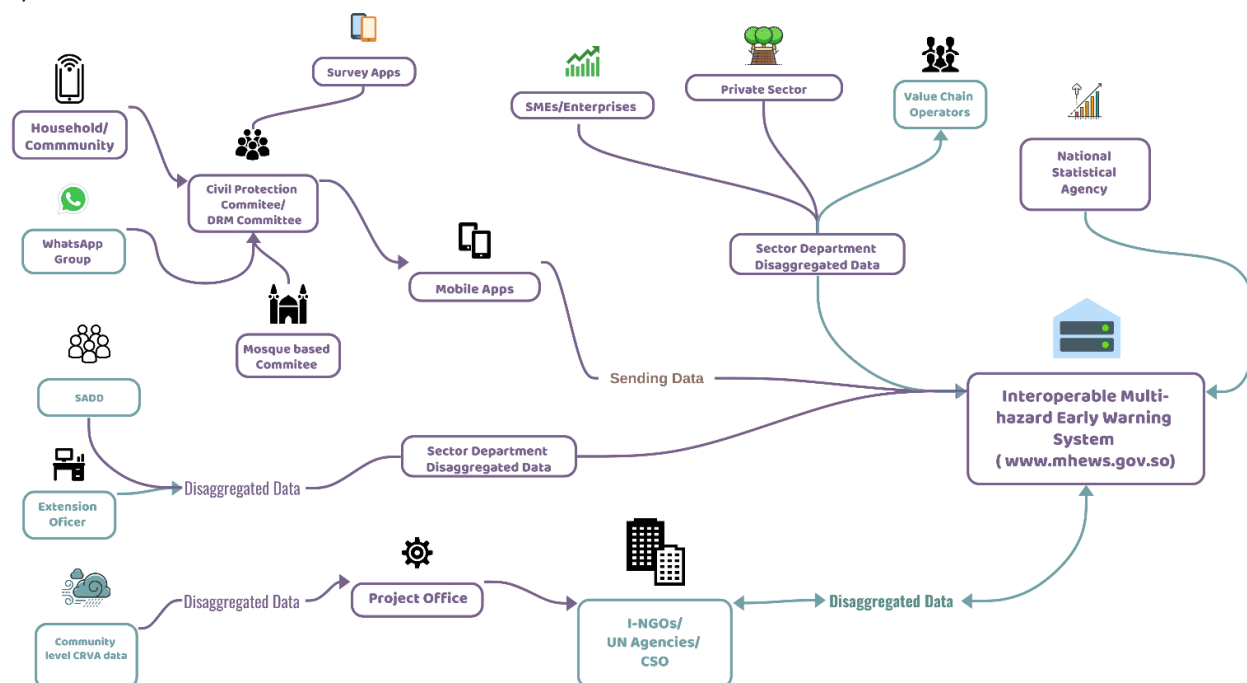 Survey Apps
Household/
Commmunity
SMEs/Enterprises
Private Sector
Value Chain
Operators
National
Statistical
Agency
Civil Protection
Commitee/
DRM Committee
WhatsApp
Group
Mobile Apps
Sector Department
Disaggregated Data
Mosque based
Commitee
Sending Data
Interoperable Multi-
hazard Early Warning
System
( www.mhews.gov.so)
SADD
Sector Department
Disaggregated Data
Disaggregated Data
Extension
Oficer
Community
level CRVA data
Disaggregated Data
Project Office
I-NGOs/
UN Agencies/
CSO
Disaggregated Data